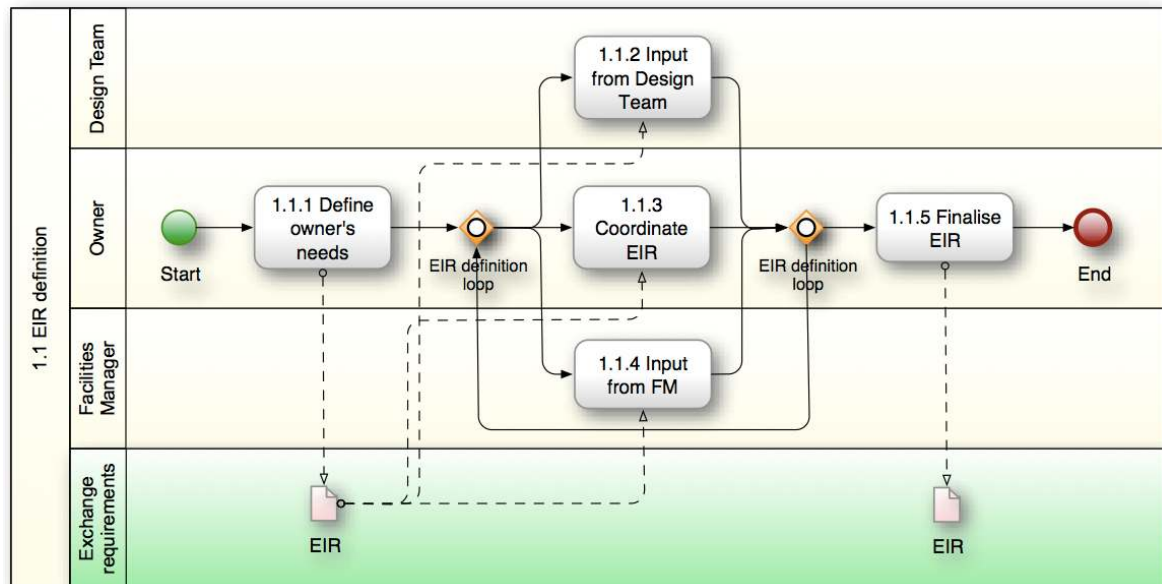 1.1 EIR definition
Design Team
1.1.2 Input
from Design
Team
Owner
Start
1.1.1 Define
owner's
needs
EIR definition
loop
1.1.3
Coordinate
EIR
EIR definition
loop
1.1.5 Finalise
EIR
End
Facilities
Manager
1.1.4 Input
from FM
Exchange
requirements
EIR
EIR